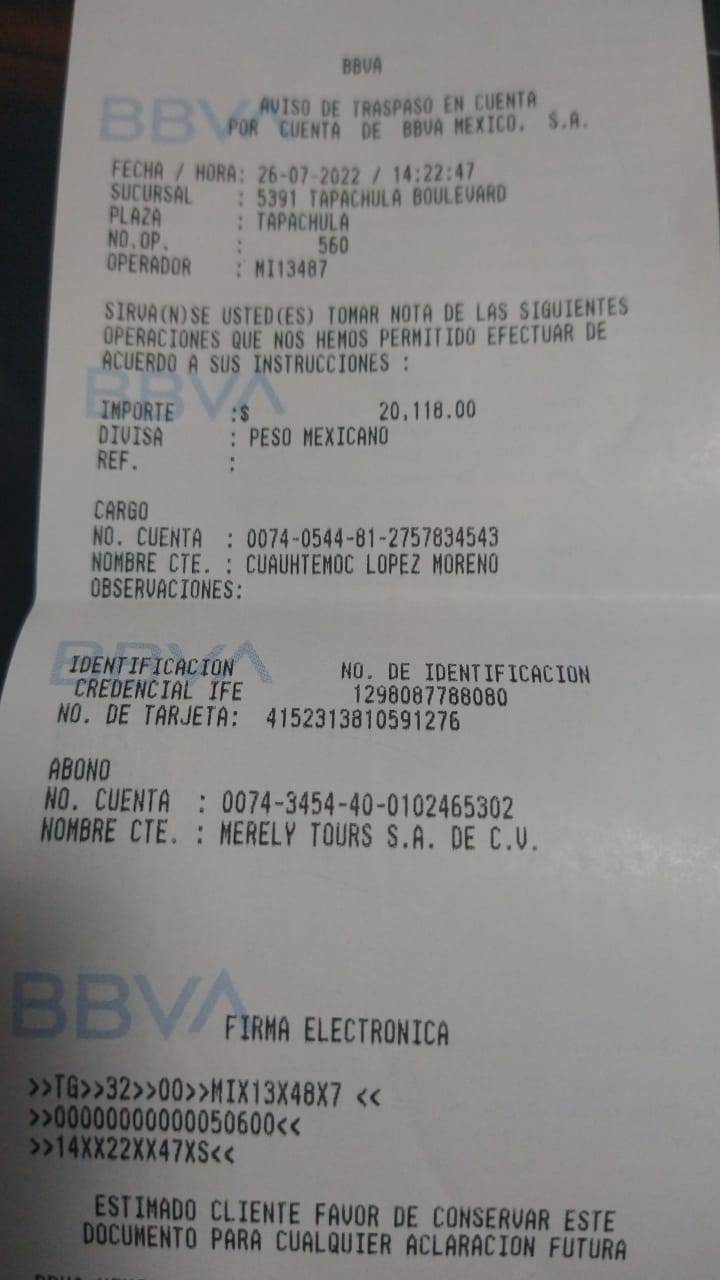 BBVA
AVISO DE TRASPASO EN CUENTA
POR CUENTA DE BBVA MEXICO, S.A.
FECHA / HORA: 26-07-2022 / 14:22:47
SUCURSAL : 5391 TAPACHULA BOULEVARD
PLAZA : TAPACHULA
NO.OP. : 560
OPERADOR : MI13487
SIRVA(N)SE USTED(ES) TOMAR NOTA DE LAS SIGUIENTES
OPERACIONES QUE NOS HEMOS PERMITIDO EFECTUAR DE
ACUERDO A SUS INSTRUCCIONES :
IMPORTE :$ 20,118.00
DIVISA : PESO MEXICANO
REF. :
CARGO
NO. CUENTA : 0074-0544-81-2757834543
NOMBRE CTE. : CUAUHTEMOC LOPEZ MORENO
OBSERVACIONES:
IDENTIFICACION NO. DE IDENTIFICACION
CREDENCIAL IFE 1298087788080
NO. DE TARJETA: 4152313810591276
ABONO
NO. CUENTA : 0074-3454-40-0102465302
NOMBRE CTE. : MERELY TOURS S.A. DE C.V.
BBVA
FIRMA ELECTRONICA
>>TG>>32>>00>>MIX13X48X7 <<
>>00000000000050600<<
>>14XX22XX47XS<<
ESTIMADO CLIENTE FAVOR DE CONSERVAR ESTE
DOCUMENTO PARA CUALQUIER ACLARACION FUTURA